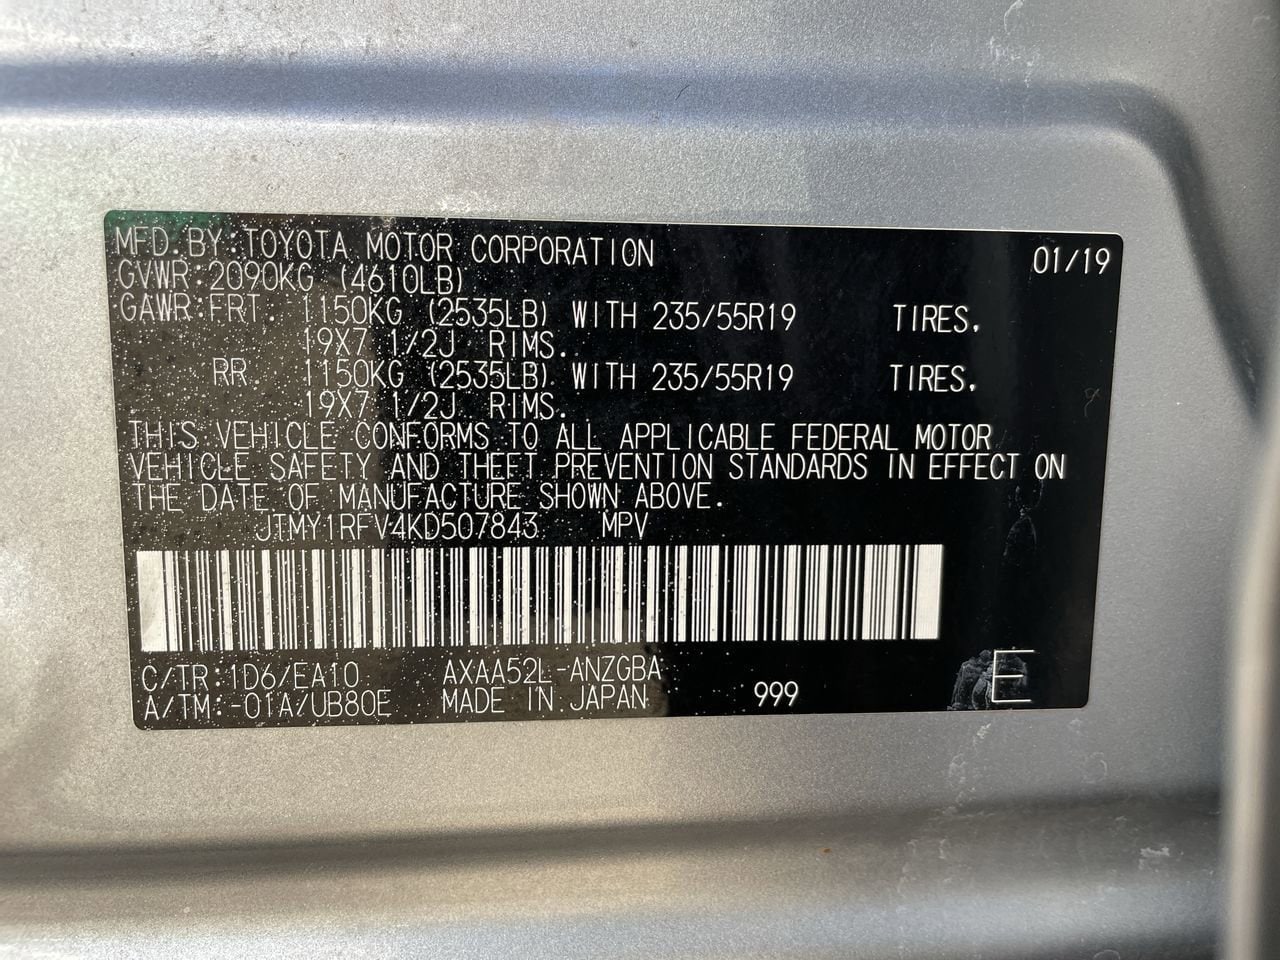 MFD.BY:TOYOTA MOTOR CORPORATION 01/19
GVWR:2090KG (4610LB)
GAWR:FRT. 1150KG (2535LB) WITH 235/55R19 TIRES.
19X7 1/2J RIMS.
RR. 1150KG (2535LB) WITH 235/55R19 TIRES.
19X7 1/2J RIMS.
THIS VEHICLE CONFORMS TO ALL APPLICABLE FEDERAL MOTOR
VEHICLE SAFETY AND THEFT PREVENTION STANDARDS IN EFFECT ON
THE DATE OF MANUFACTURE SHOWN ABOVE.
JTMY1RFV4KD507843 MPV
C/TR:1D6/EA10 AXAA52L-ANZGBA
A/TM:-01A/UB80E MADE IN JAPAN 999 E